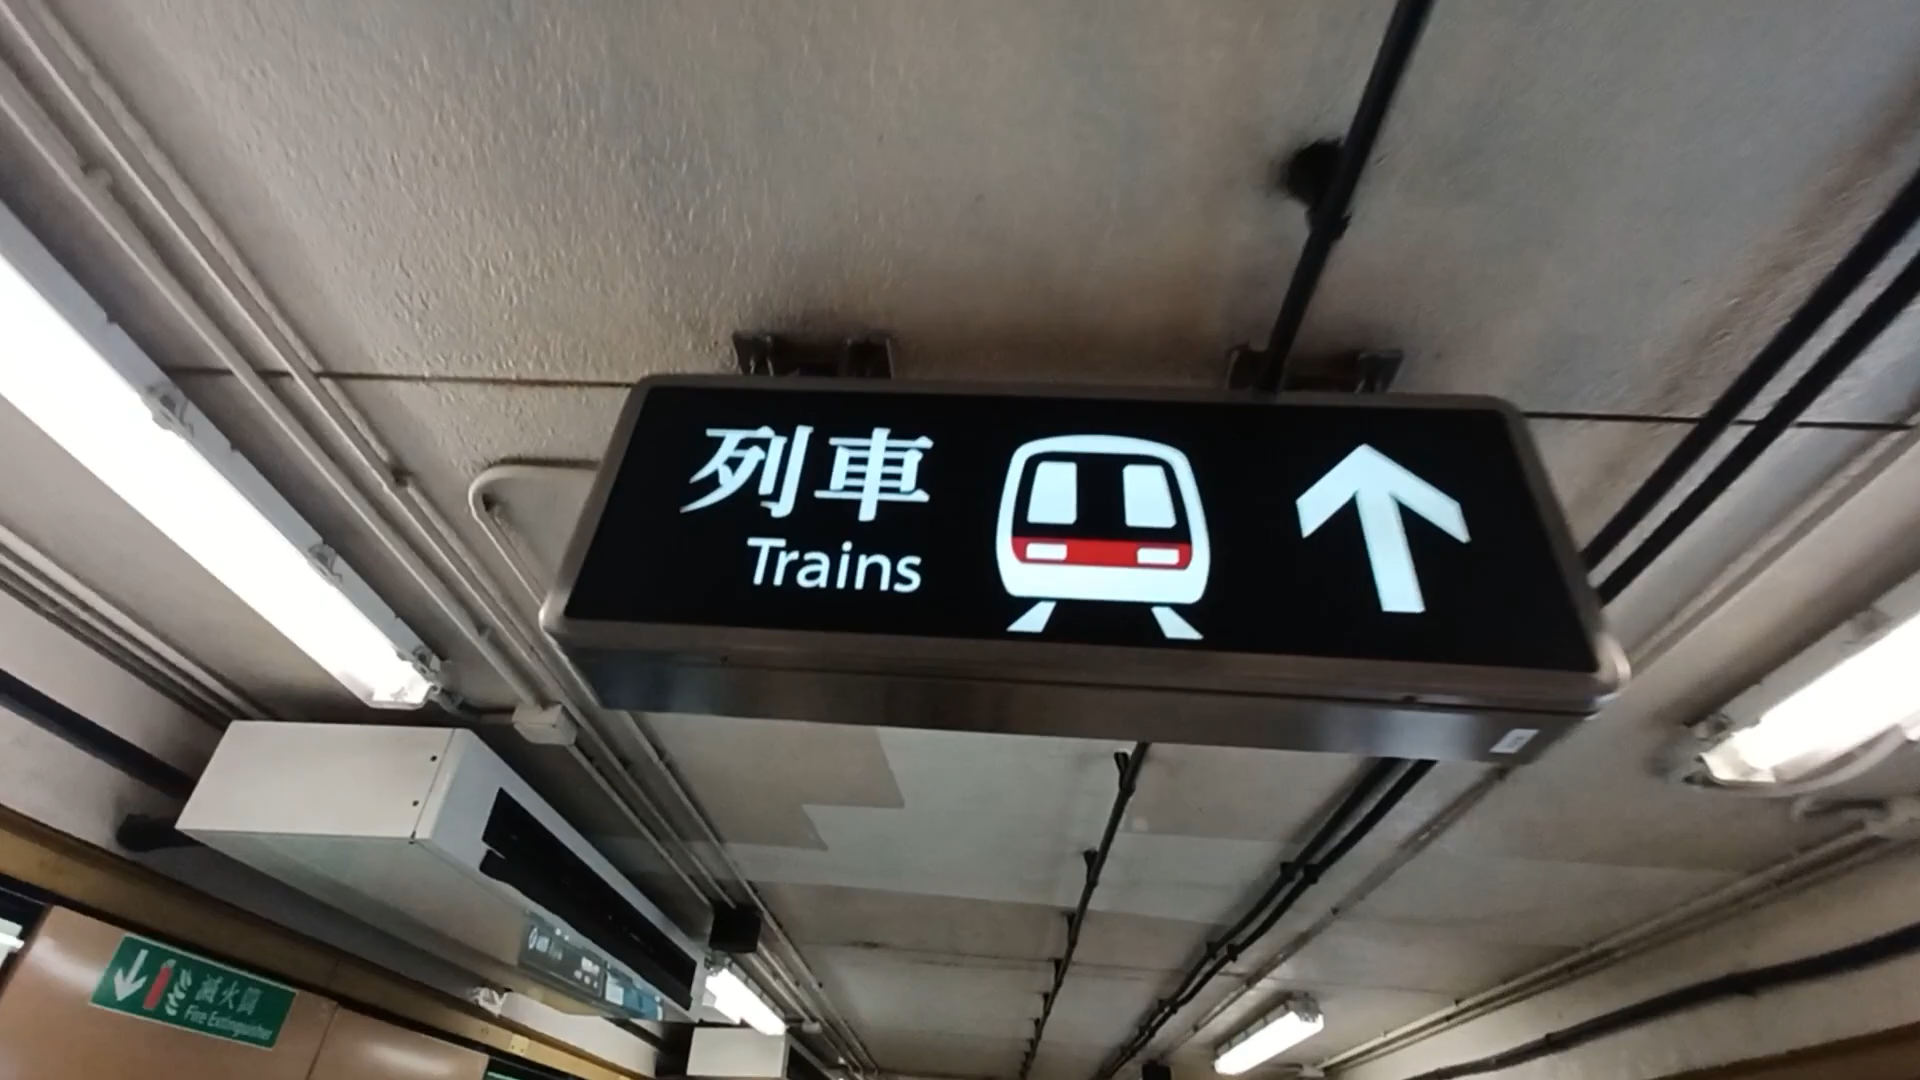 列車
Trains
滅火筒
Fire Extinguisher